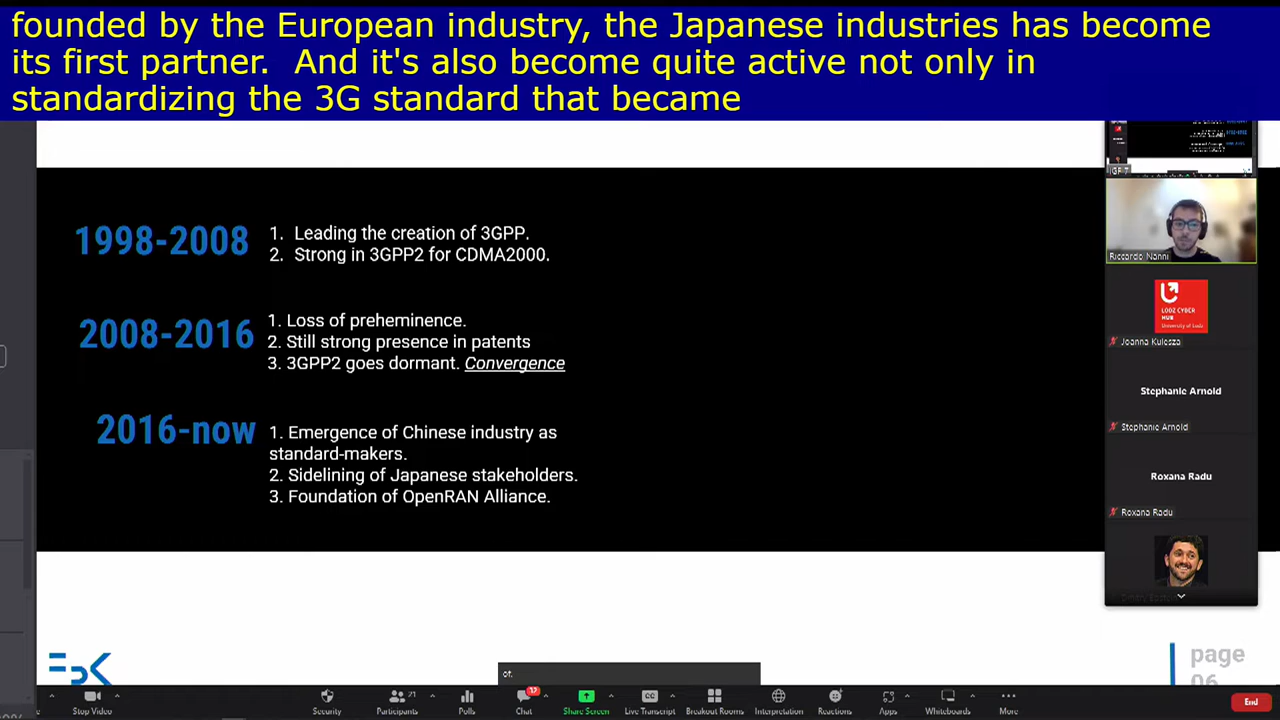 founded by the European industry, the Japanese industries has become
its first partner.  And it's also become quite active not only in
standardizing the 3G standard that became
1998-2008
1. Leading the creation of 3GPP.
2. Strong in 3GPP2 for CDMA2000.
2008-2016
1. Loss of preheminence.
2. Still strong presence in patents
3. 3GPP2 goes dormant. Convergence
2016-now
1. Emergence of Chinese industry as
standard-makers.
2. Sidelining of Japanese stakeholders.
3. Foundation of OpenRAN Alliance.
Riccardo Nanni
LODZ CYBER
HUB
University of Lodz
Joanna Kulesza
Stephanie Arnold
Stephanie Arnold
Roxana Radu
Roxana Radu
page
06
of.
Stop Video
Security
Participants
21
Polls
Chat
17
Share Screen
Live Transcript
Breakout Rooms
Interpretation
Reactions
Apps
Whiteboards
More
End